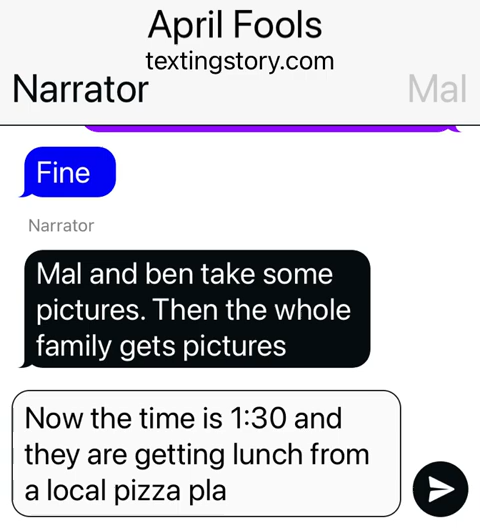 April Fools
textingstory.com
Narrator
Mal
Fine
Narrator
Mal and ben take some
pictures. Then the whole
family gets pictures
Now the time is 1:30 and
they are getting lunch from
a local pizza pla